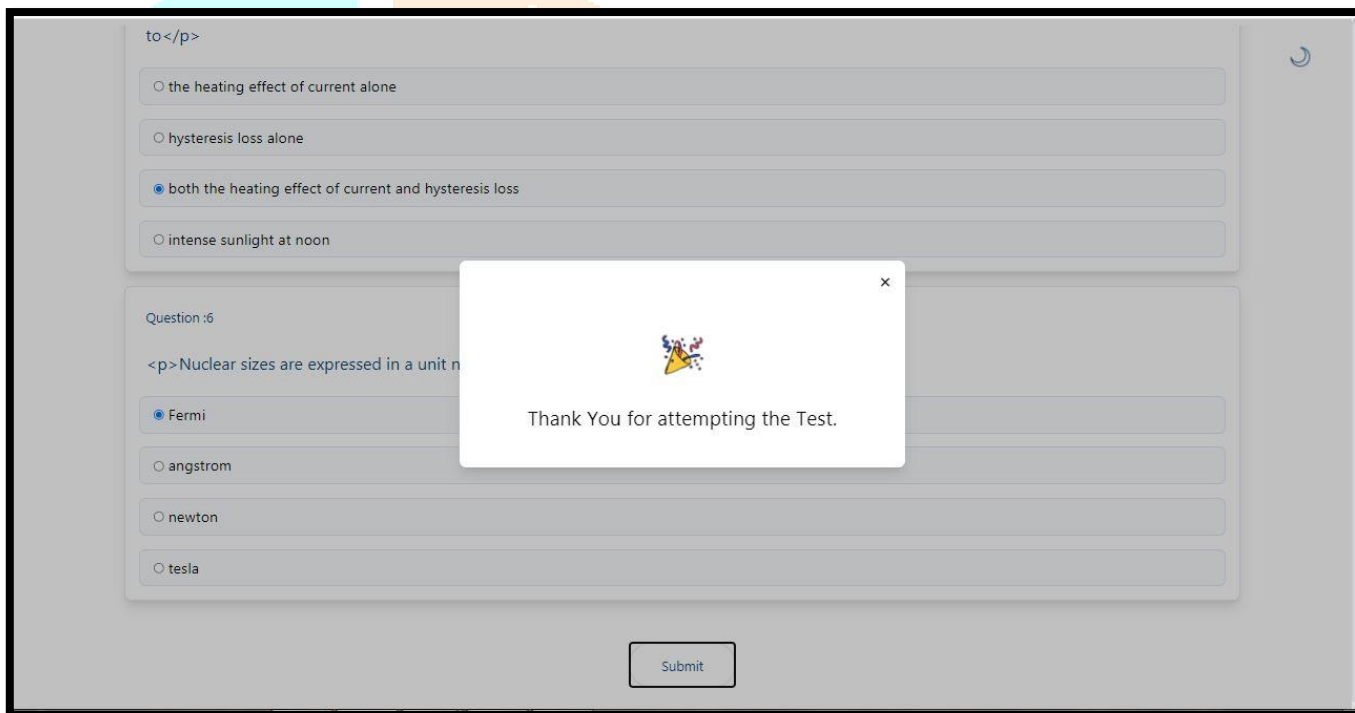 to</p>
the heating effect of current alone
hysteresis loss alone
both the heating effect of current and hysteresis loss
intense sunlight at noon
Question :6
<p>Nuclear sizes are expressed in a unit n
Fermi
angstrom
newton
tesla
×
Thank You for attempting the Test.
Submit